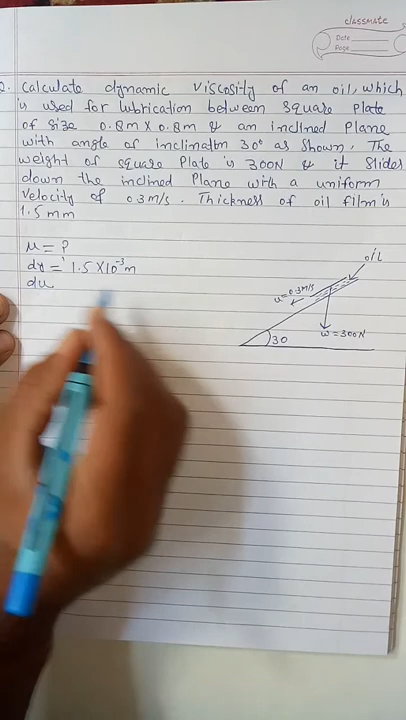 classmate
Date
Page
2. Calculate dynamic viscosity of an oil, which
is used for lubrication between square plate
of size 0.8m X 0.8m & an inclined plane
with angle of inclination 30° as shown. The
weight of square plate is 300N & it slides
down the inclined plane with a uniform
velocity of 0.3 m/s. Thickness of oil film is
1.5 mm
μ = ?
dy = 1.5 X 10⁻³ m
du
oil
u=0.3M/S
w=300N
30